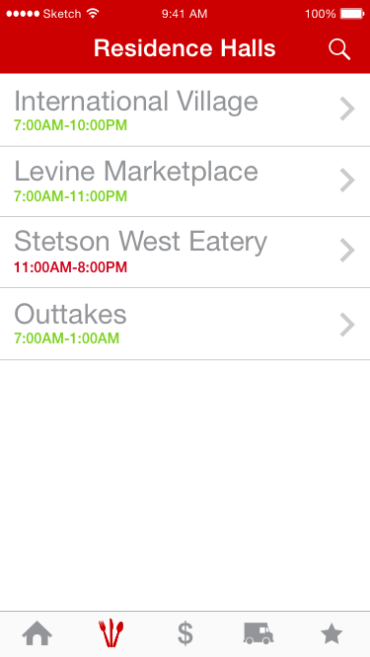 Sketch 9:41 AM 100%
Residence Halls
International Village
7:00AM-10:00PM
Levine Marketplace
7:00AM-11:00PM
Stetson West Eatery
11:00AM-8:00PM
Outtakes
7:00AM-1:00AM
$